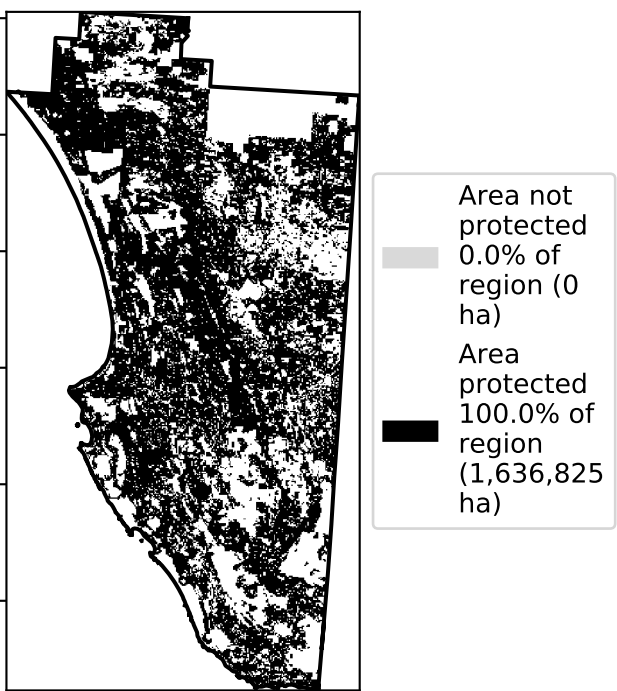 Area not
protected
0.0% of
region (0
ha)
Area
protected
100.0% of
region
(1,636,825
ha)